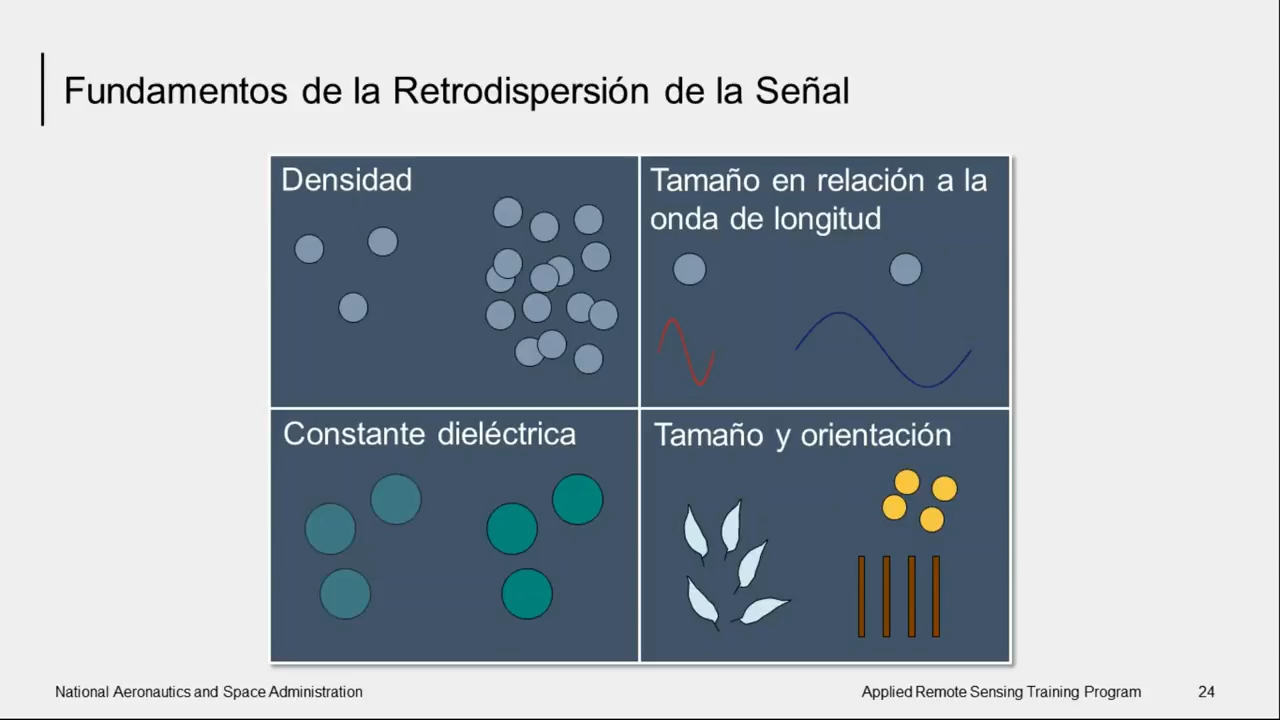 Fundamentos de la Retrodispersión de la Señal
Densidad
Tamaño en relación a la
onda de longitud
Constante dieléctrica
Tamaño y orientación
National Aeronautics and Space Administration
Applied Remote Sensing Training Program
24